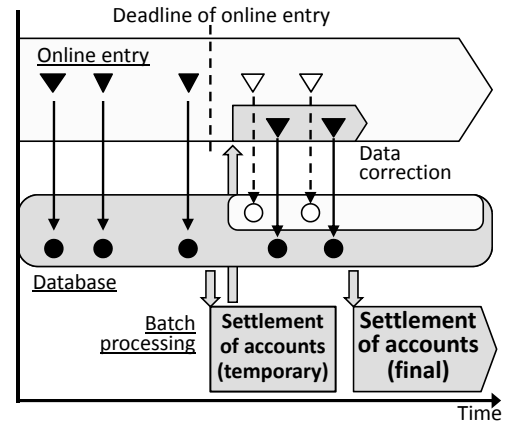 Deadline of online entry
Online entry
Data
correction
Database
Batch
processing
Settlement
of accounts
(temporary)
Settlement
of accounts
(final)
Time